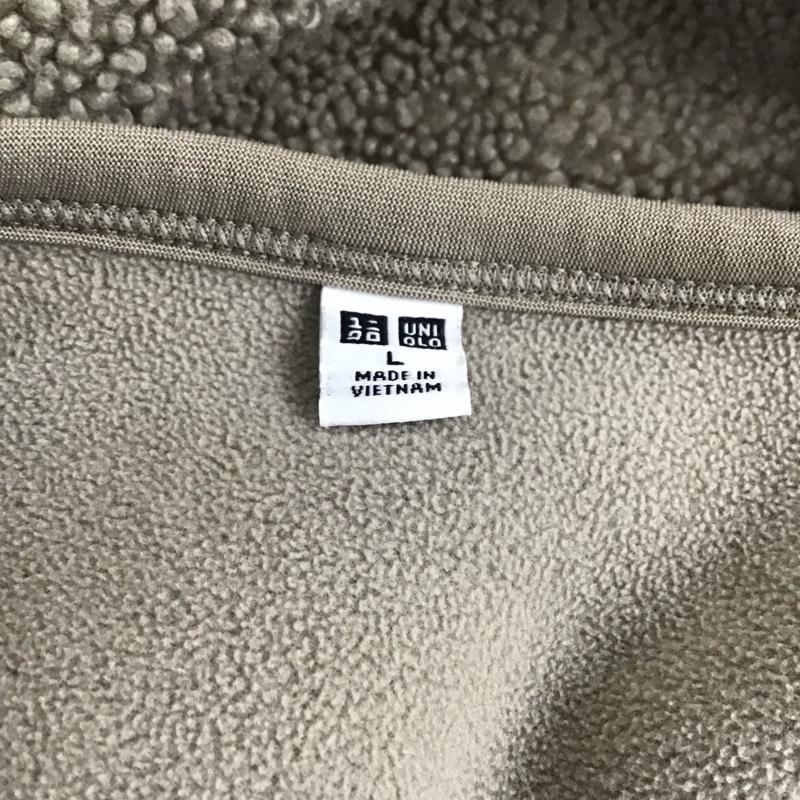 ユニ UNI
クロ QLO
L
MADE IN
VIETNAM